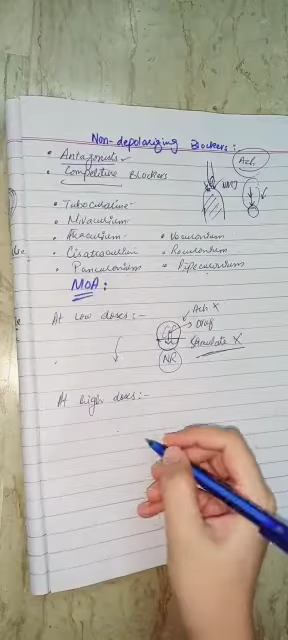 Non-depolarizing Blockers:
• Antagonists
• Competitive Blockers
Ach
NMJ
• Tubocurarine
• Mivacurium
• Atracurium • Vecuronium
• Cisatracurium • Rocuronium
• Pancuronium • Pipecuronium
MOA:
At low doses:-
Ach X
Drug
Stimulate X
NR
At high doses:-